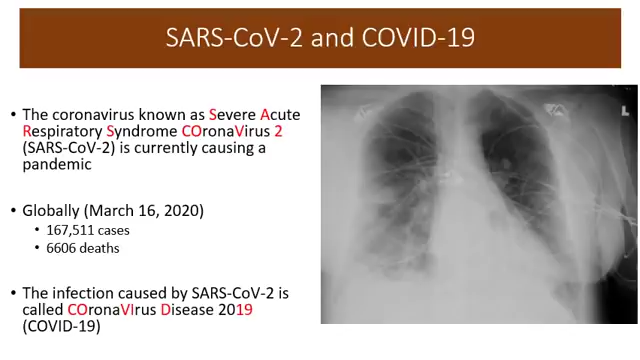 SARS-CoV-2 and COVID-19
• The coronavirus known as Severe Acute
Respiratory Syndrome COronaVirus 2
(SARS-CoV-2) is currently causing a
pandemic
• Globally (March 16, 2020)
• 167,511 cases
• 6606 deaths
• The infection caused by SARS-CoV-2 is
called COronaVIrus Disease 2019
(COVID-19)
L